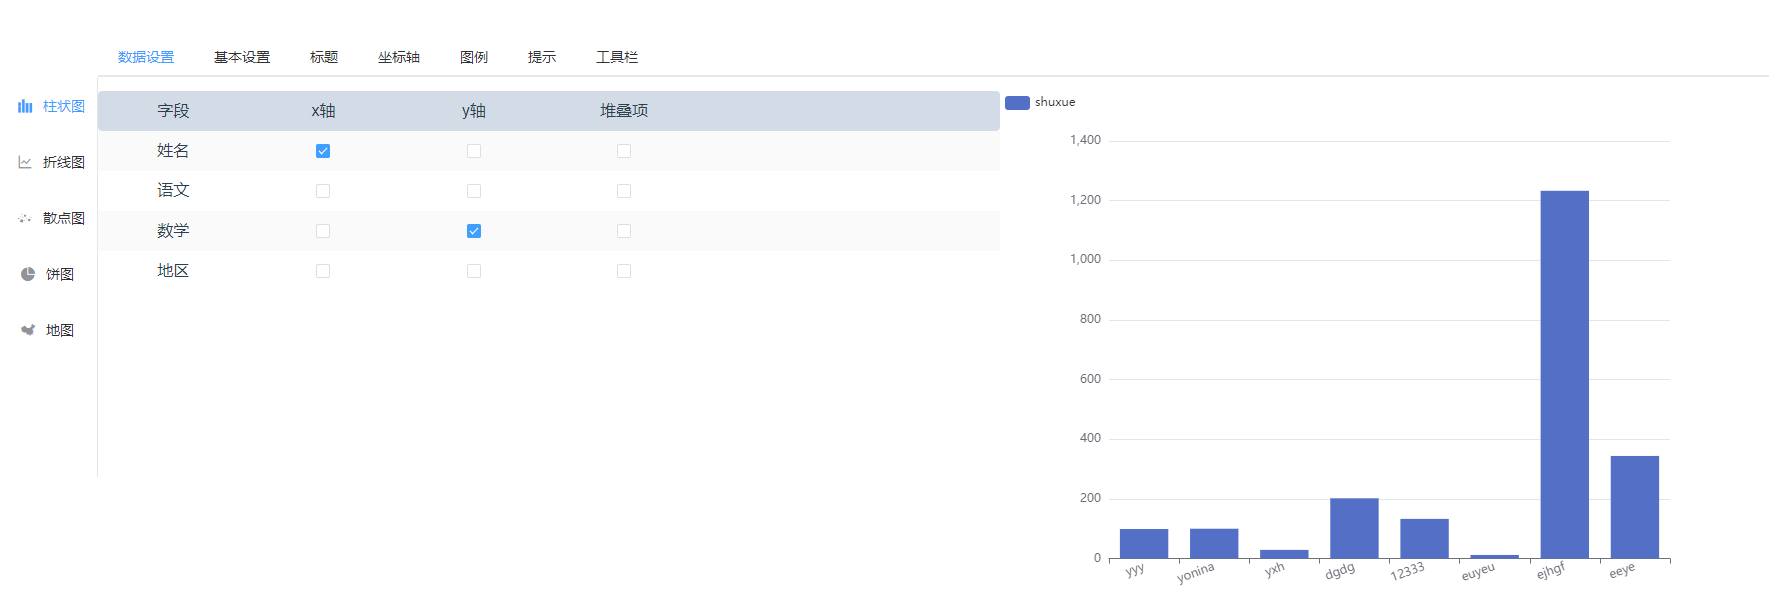 数据设置 基本设置 标题 坐标轴 图例 提示 工具栏
柱状图
折线图
散点图
饼图
地图
字段 x轴 y轴 堆叠项
姓名
语文
数学
地区
shuxue
1,400
1,200
1,000
800
600
400
200
0
yyy yonina yxh dgdg 12333 euyeu ejhgf eeye